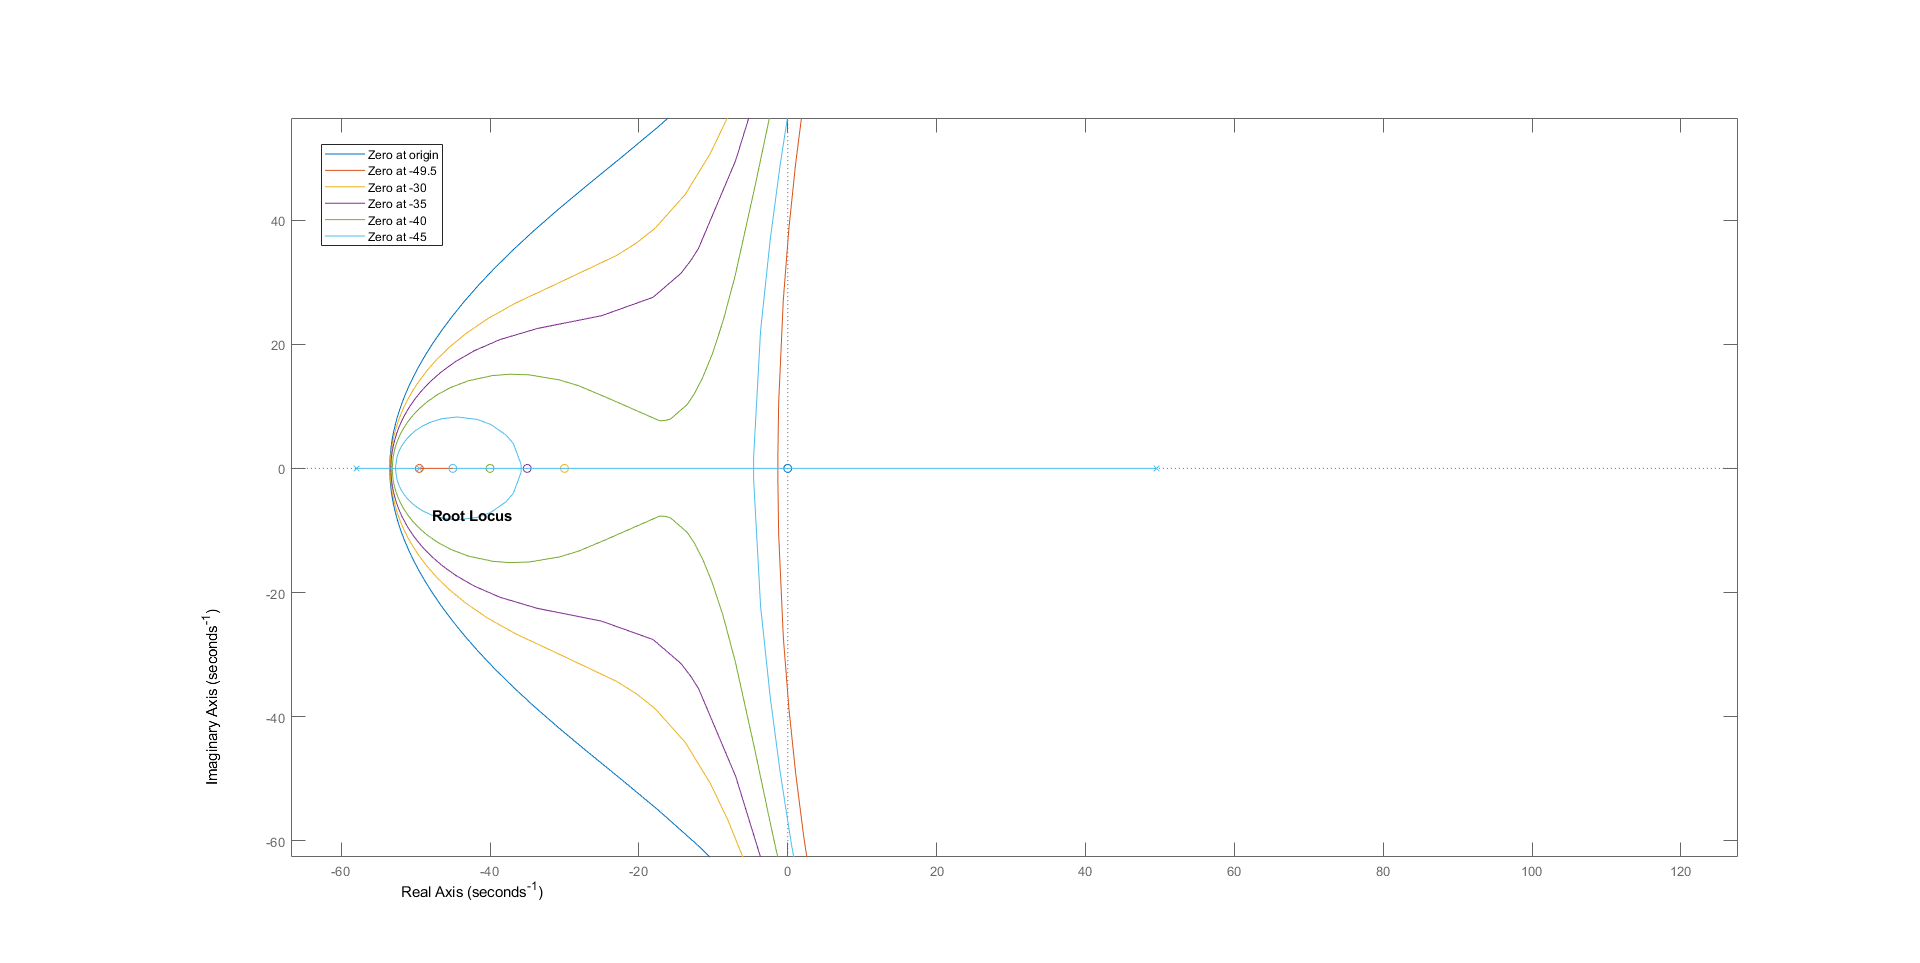 Zero at origin
Zero at -49.5
Zero at -30
Zero at -35
Zero at -40
Zero at -45
40
20
0
-20
-40
-60
Imaginary Axis (seconds⁻¹)
Root Locus
-60 -40 -20 0 20 40 60 80 100 120
Real Axis (seconds⁻¹)